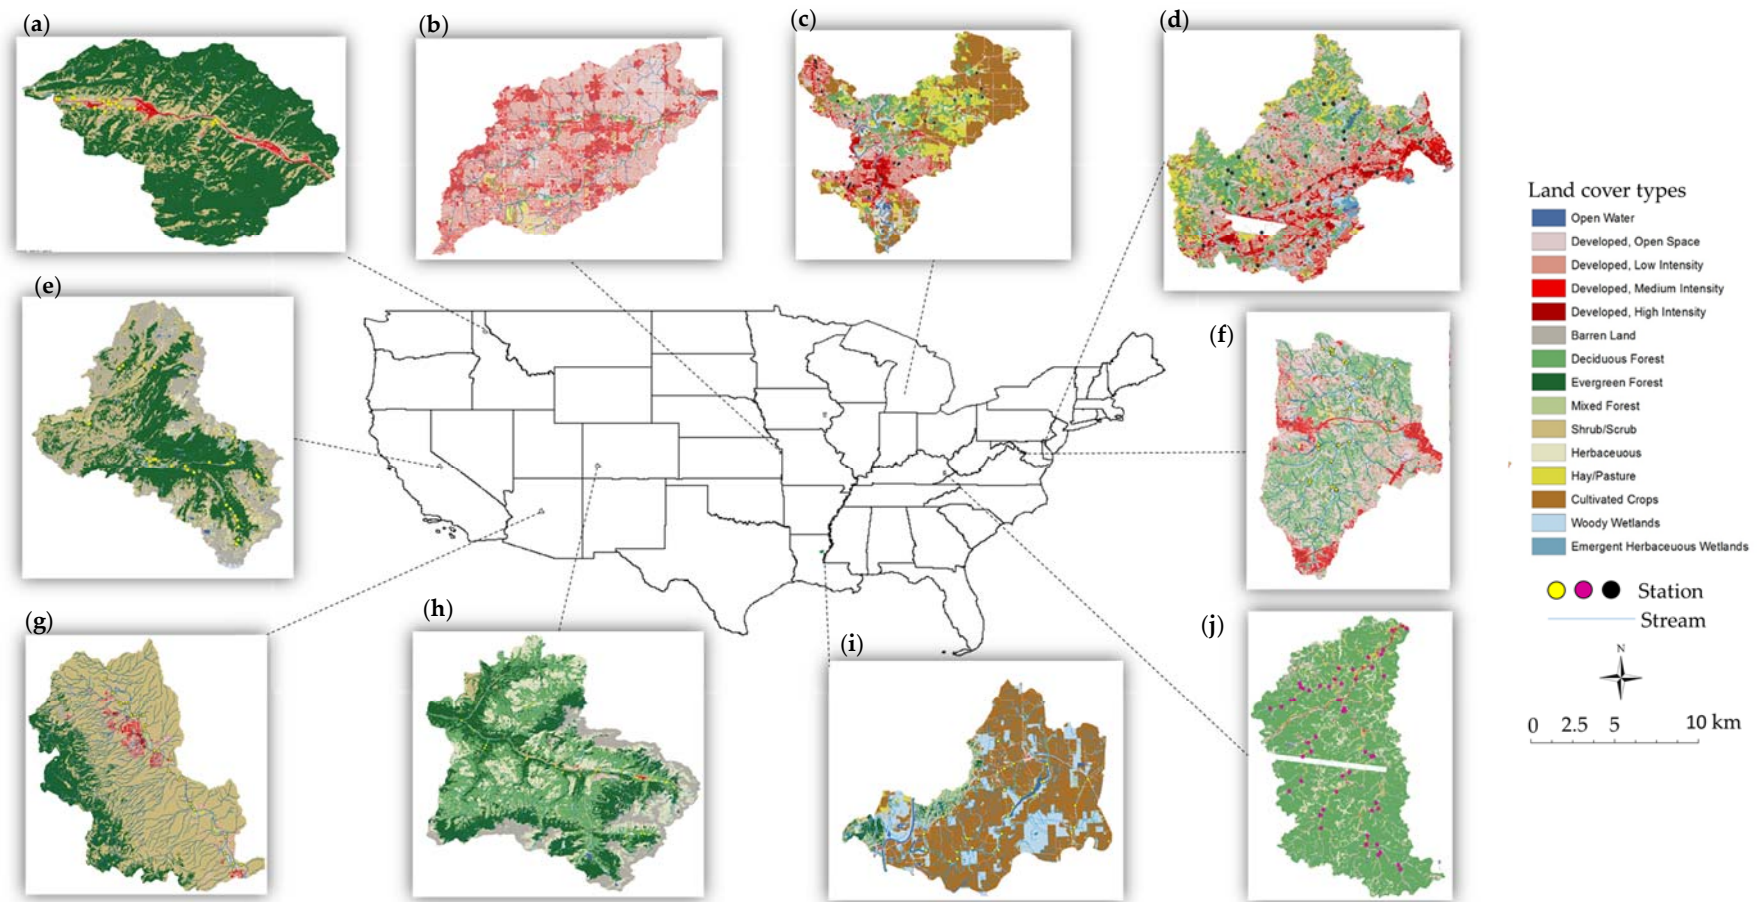 (a)
(b)
(c)
(d)
(e)
(f)
(g)
(h)
(i)
(j)
Land cover types
Open Water
Developed, Open Space
Developed, Low Intensity
Developed, Medium Intensity
Developed, High Intensity
Barren Land
Deciduous Forest
Evergreen Forest
Mixed Forest
Shrub/Scrub
Herbaceuous
Hay/Pasture
Cultivated Crops
Woody Wetlands
Emergent Herbaceuous Wetlands
Station
Stream
N
0 2.5 5 10 km